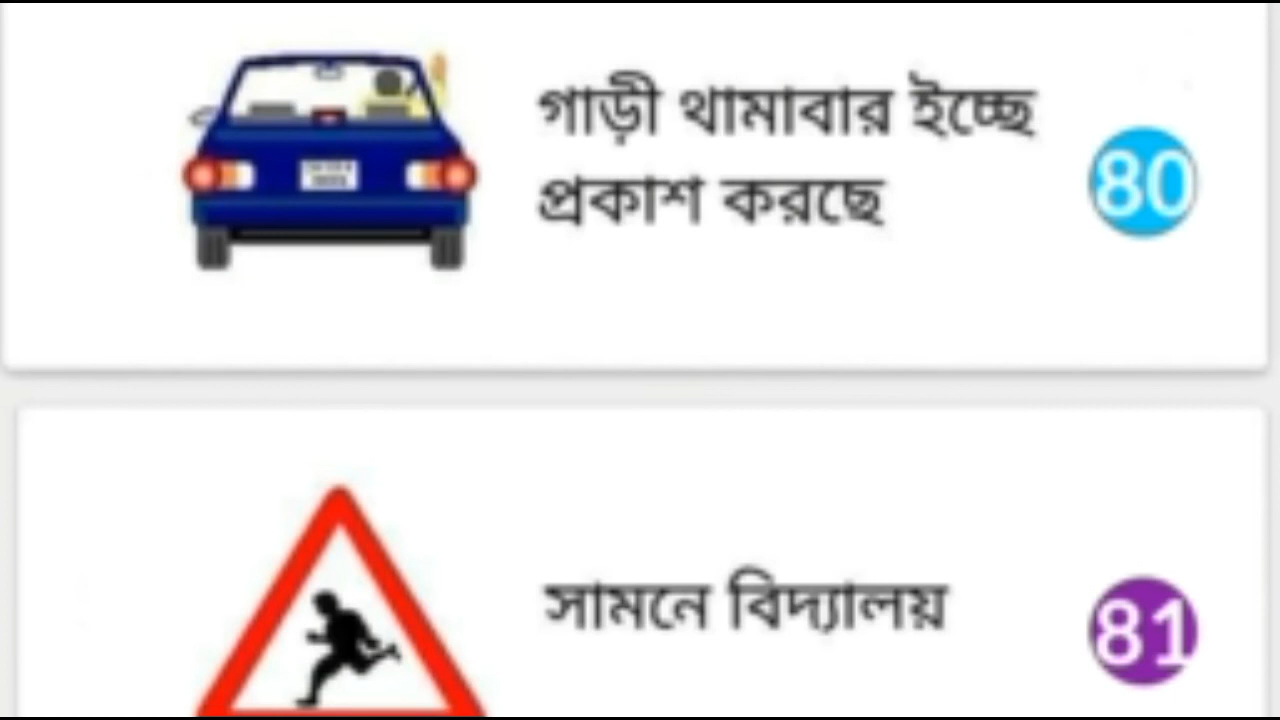 গাড়ী থামাবার ইচ্ছে
প্রকাশ করছে
80
সামনে বিদ্যালয়
81